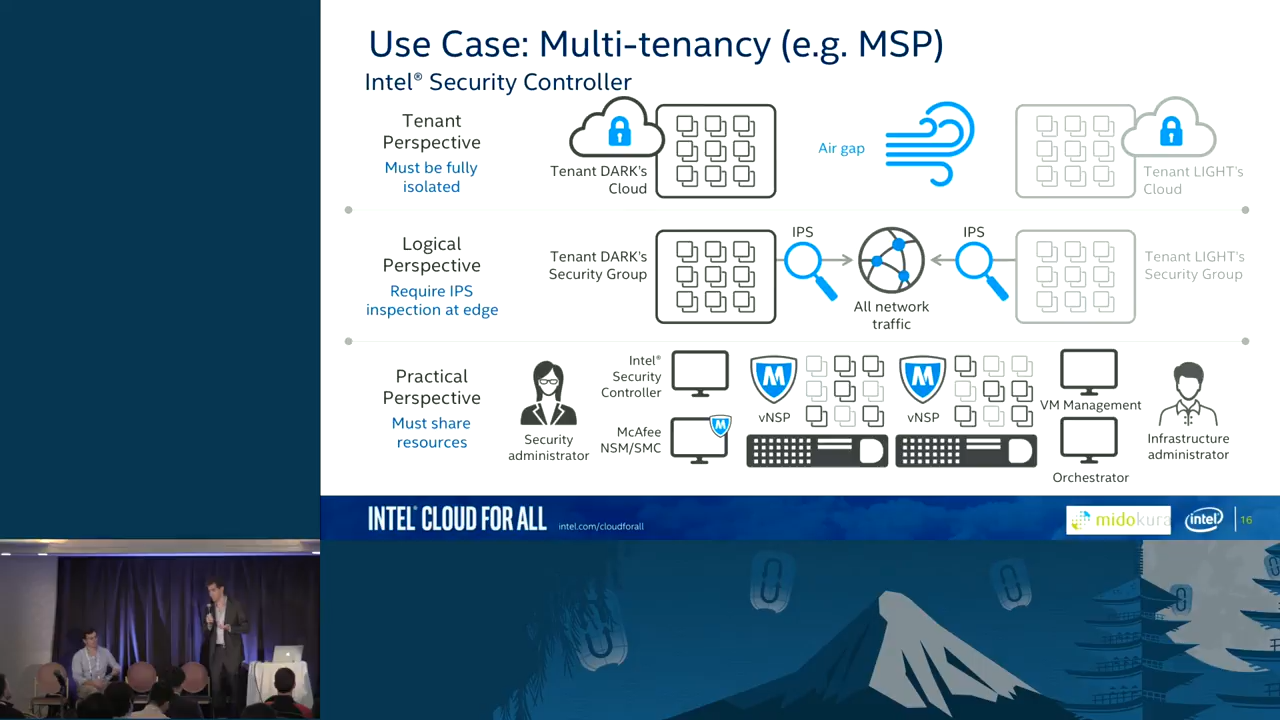 Use Case: Multi-tenancy (e.g. MSP)
Intel® Security Controller
Tenant
Perspective
Must be fully
isolated
Tenant DARK's
Cloud
Air gap
Tenant LIGHT's
Cloud
Logical
Perspective
Require IPS
inspection at edge
Tenant DARK's
Security Group
IPS
All network
traffic
IPS
Tenant LIGHT's
Security Group
Practical
Perspective
Must share
resources
Security
administrator
Intel®
Security
Controller
McAfee
NSM/SMC
M
M
vNSP
M
vNSP
VM Management
Orchestrator
Infrastructure
administrator
INTEL® CLOUD FOR ALL
intel.com/cloudforall
midokura
intel
16